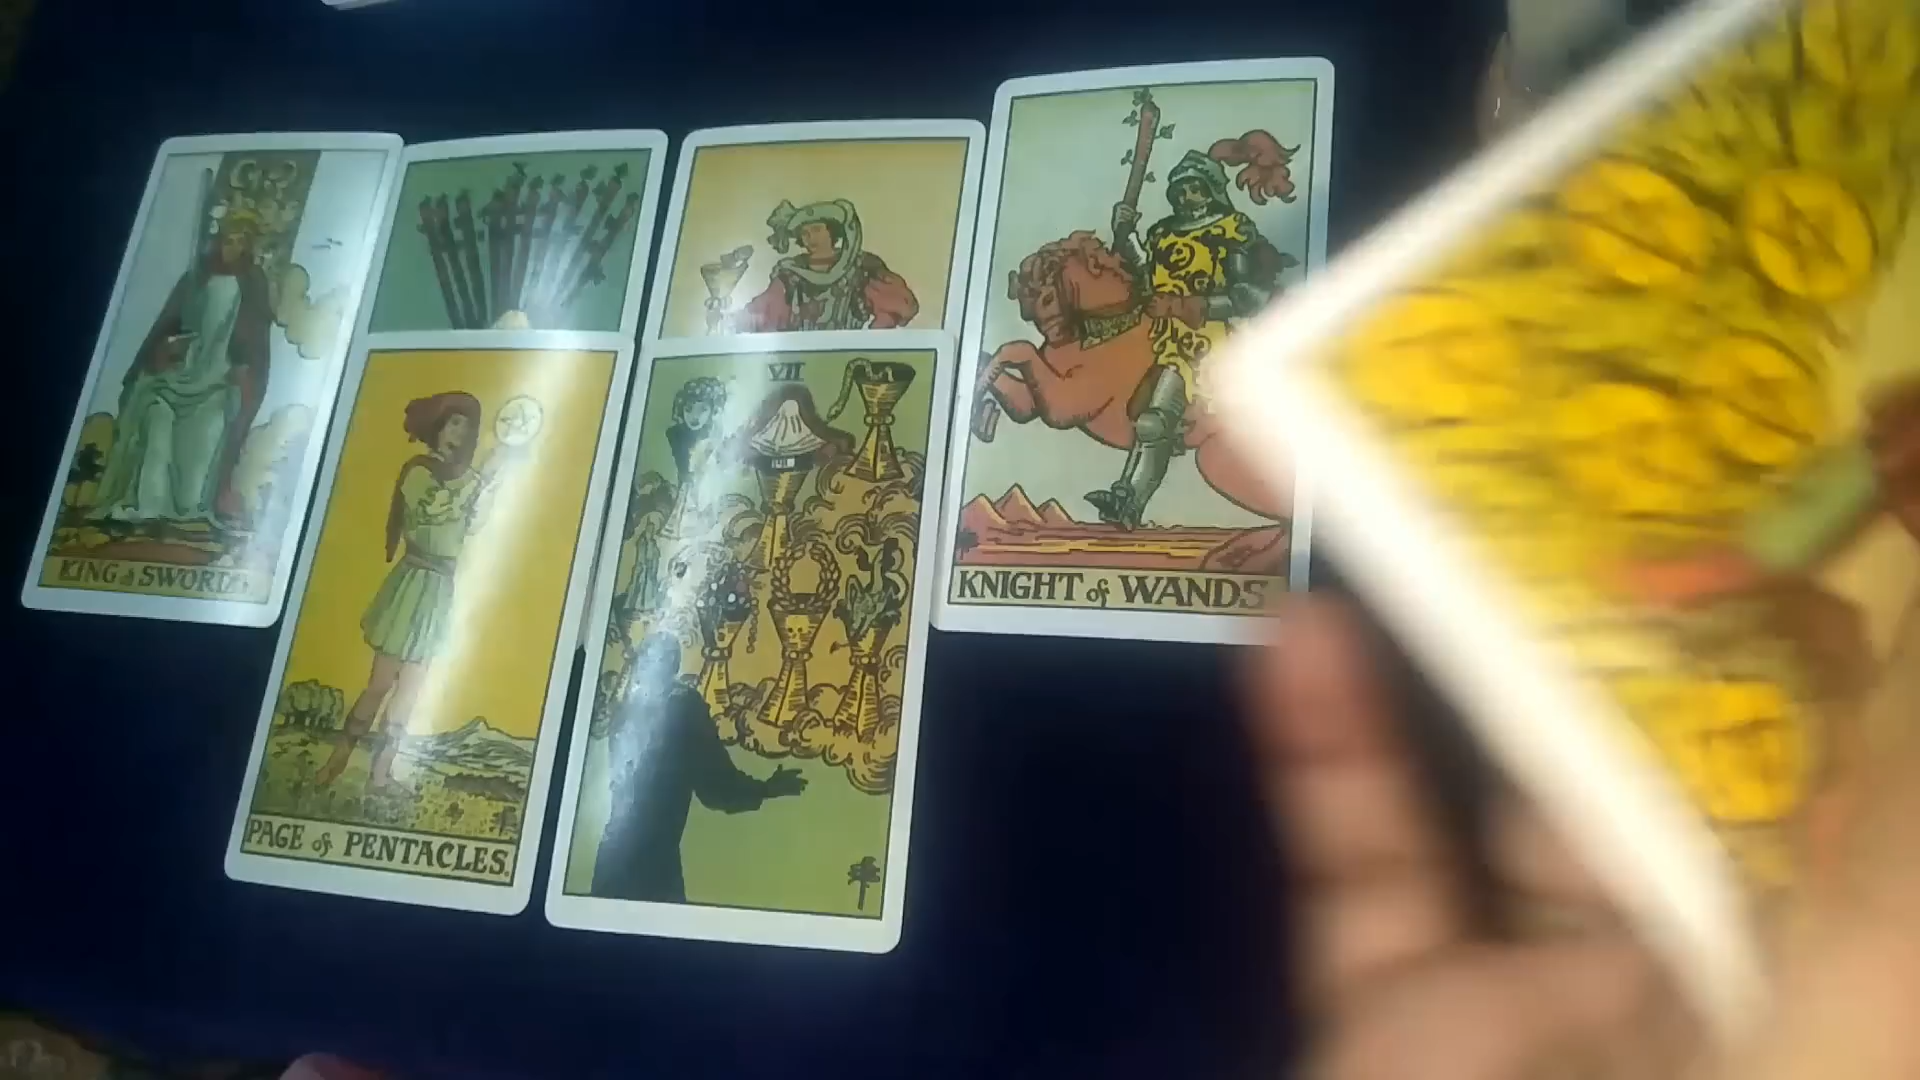 KING of SWORDS.
VII
KNIGHT of WANDS
PAGE of PENTACLES.